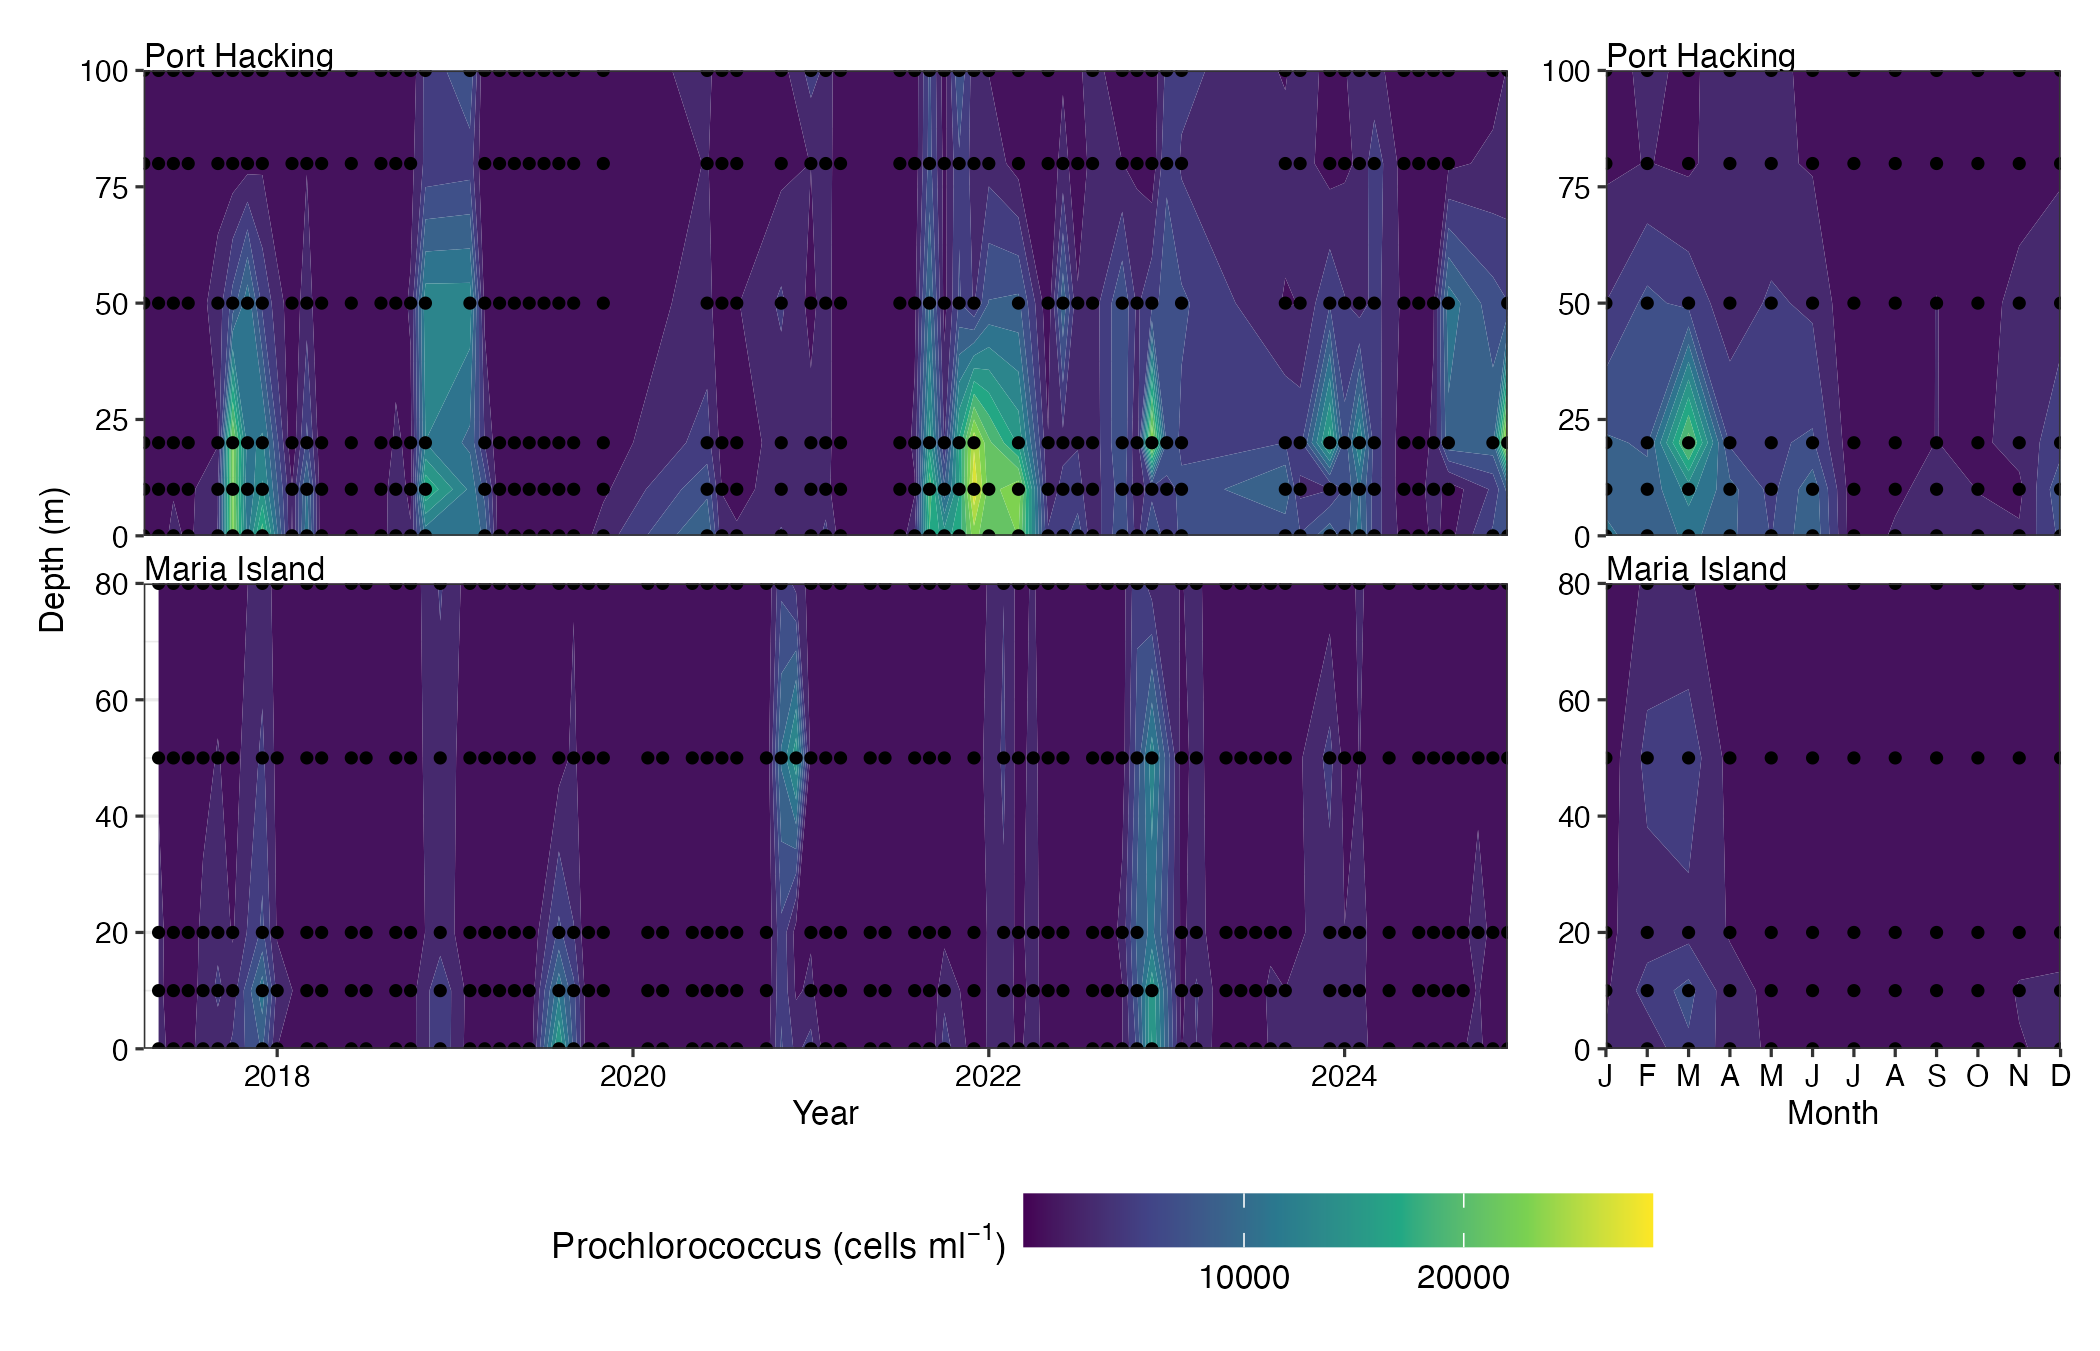 Port Hacking
Port Hacking
100
75
50
25
0
100
75
50
25
0
Depth (m)
Maria Island
Maria Island
80
60
40
20
0
80
60
40
20
0
2018 2020 2022 2024
J F M A M J J A S O N D
Year
Month
Prochlorococcus (cells ml⁻¹)
10000 20000